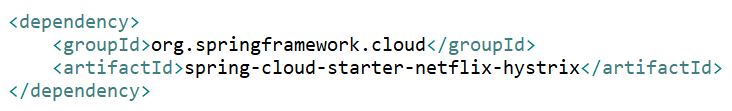 <dependency>
    <groupId>org.springframework.cloud</groupId>
    <artifactId>spring-cloud-starter-netflix-hystrix</artifactId>
</dependency>